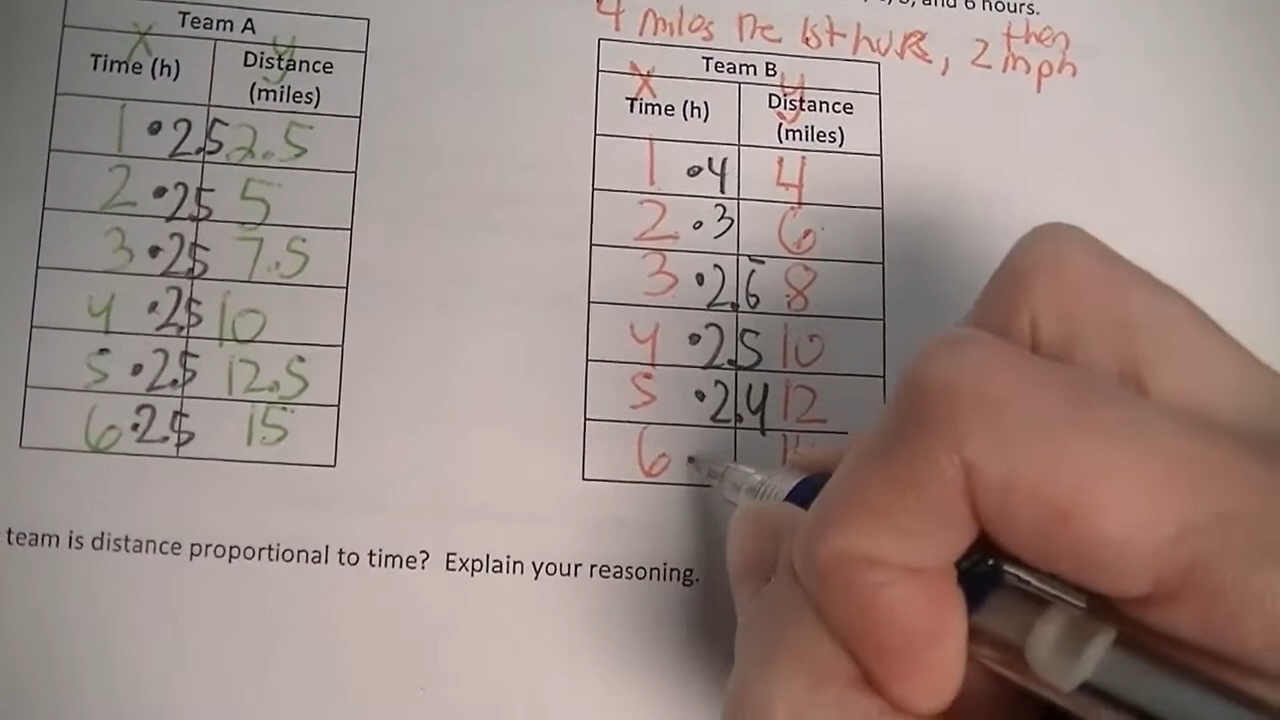 and 6 hours.
4 miles the 1st hour, then 2 mph
Team A
x y
Time (h) Distance (miles)
1 •2.5 2.5
2 •2.5 5
3 •2.5 7.5
4 •2.5 10
5 •2.5 12.5
6 •2.5 15
Team B
x y
Time (h) Distance (miles)
1 •4 4
2 •3 6
3 •2.6̅ 8
4 •2.5 10
5 •2.4 12
6 •
team is distance proportional to time? Explain your reasoning.